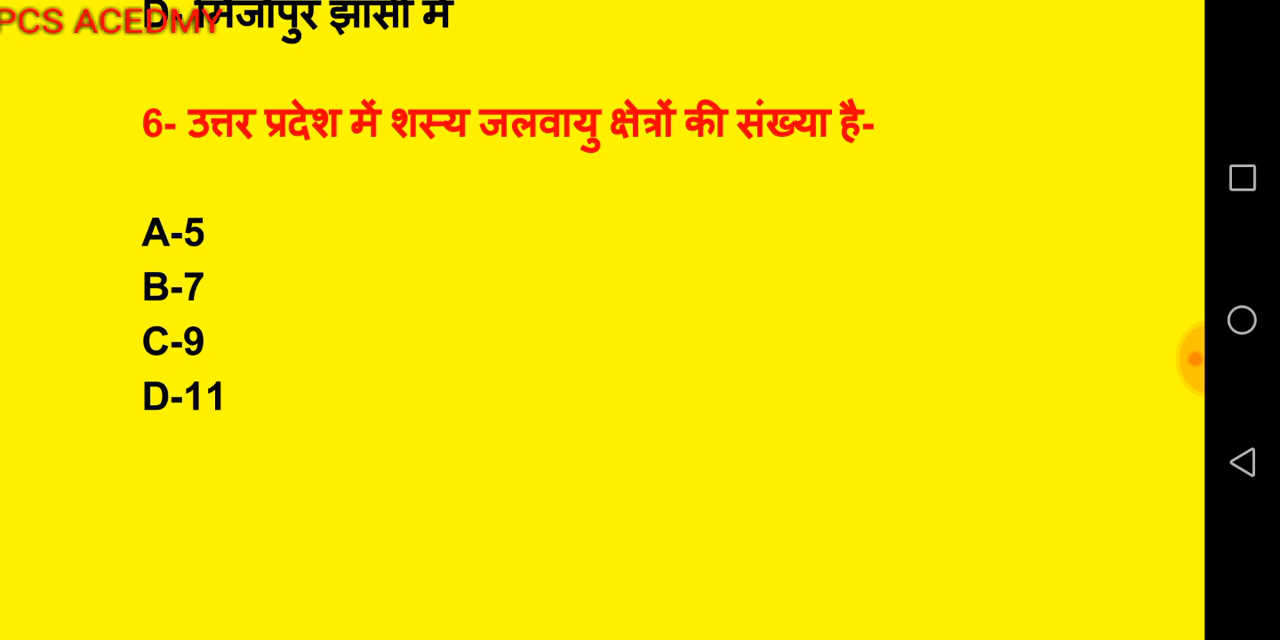 PCS ACEDMY
D- मिर्जापुर झांसी में
6- उत्तर प्रदेश में शस्य जलवायु क्षेत्रों की संख्या है-
A-5
B-7
C-9
D-11